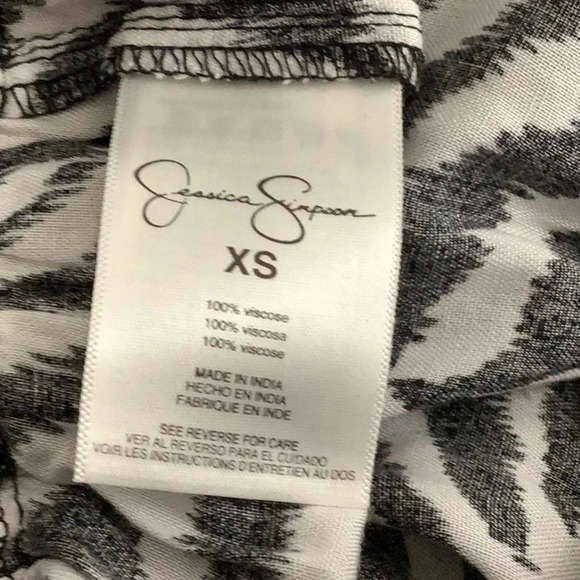 Jessica Simpson
XS
100% viscose
100% viscosa
100% viscose
MADE IN INDIA
HECHO EN INDIA
FABRIQUE EN INDE
SEE REVERSE FOR CARE
VER AL REVERSO PARA EL CUIDADO
VOIR LES INSTRUCTIONS D'ENTRETIEN AU DOS